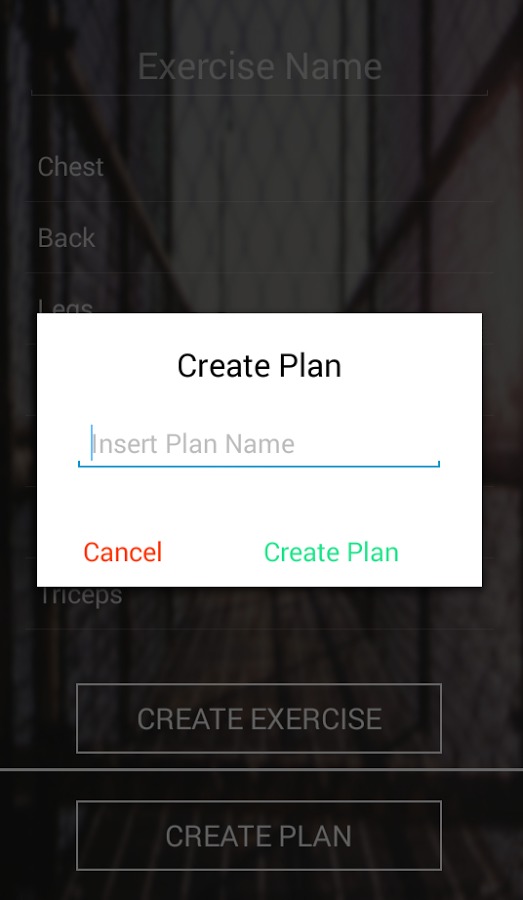 Exercise Name
Chest
Back
Legs
Create Plan
Insert Plan Name
Cancel
Create Plan
Triceps
CREATE EXERCISE
CREATE PLAN